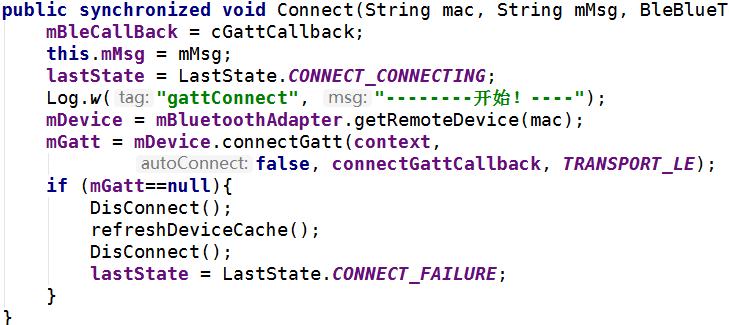 public synchronized void Connect(String mac, String mMsg, BleBlueT
mBleCallBack = cGattCallback;
this.mMsg = mMsg;
lastState = LastState.CONNECT_CONNECTING;
Log.w( tag: "gattConnect", msg: "--------开始! ----");
mDevice = mBluetoothAdapter.getRemoteDevice(mac);
mGatt = mDevice.connectGatt(context,
autoConnect: false, connectGattCallback, TRANSPORT_LE);
if (mGatt==null){
DisConnect();
refreshDeviceCache();
DisConnect();
lastState = LastState.CONNECT_FAILURE;
}
}